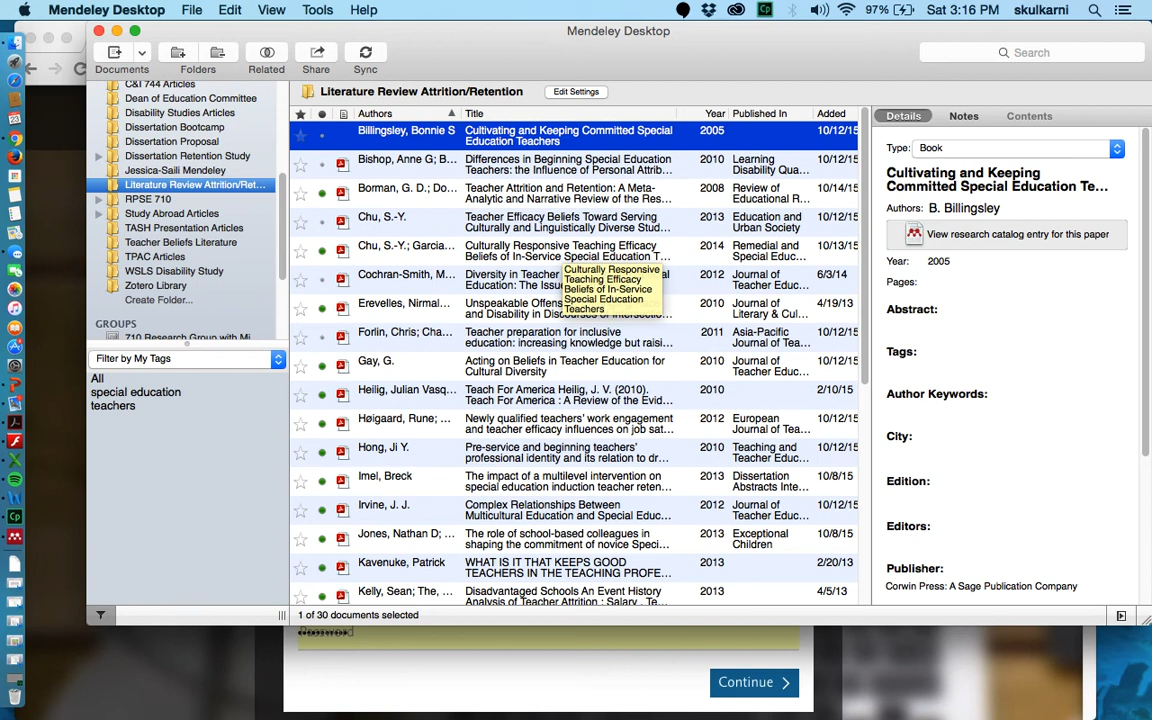 Mendeley Desktop File Edit View Tools Help 97% Sat 3:16 PM skulkarni
Mendeley Desktop
Documents Folders Related Share Sync
Search
C&I 744 Articles
Dean of Education Committee
Disability Studies Articles
Dissertation Bootcamp
Dissertation Proposal
Dissertation Retention Study
Jessica-Saili Mendeley
Literature Review Attrition/Ret...
RPSE 710
Study Abroad Articles
TASH Presentation Articles
Teacher Beliefs Literature
TPAC Articles
WSLS Disability Study
Zotero Library
Create Folder...
GROUPS
710 Research Group with Mi
Filter by My Tags
All
special education
teachers
Literature Review Attrition/Retention Edit Settings
Authors Title Year Published In Added
Billingsley, Bonnie S Cultivating and Keeping Committed Special 2005 10/12/15
Education Teachers
Bishop, Anne G; B... Differences in Beginning Special Education 2010 Learning 10/12/15
Teachers: the Influence of Personal Attrib... Disability Qua...
Borman, G. D.; Do... Teacher Attrition and Retention: A Meta- 2008 Review of 10/14/15
Analytic and Narrative Review of the Res... Educational R...
Chu, S.-Y. Teacher Efficacy Beliefs Toward Serving 2013 Education and 10/12/15
Culturally and Linguistically Diverse Stud... Urban Society
Chu, S.-Y.; Garcia... Culturally Responsive Teaching Efficacy 2014 Remedial and 10/13/15
Beliefs of In-Service Special Education T... Special Educ...
Cochran-Smith, M... Diversity in Teacher 2012 Journal of 6/3/14
Education: The Issu Teacher Educ...
Culturally Responsive
Teaching Efficacy
Beliefs of In-Service
Special Education
Teachers
Erevelles, Nirmal... Unspeakable Offens 2010 Journal of 4/19/13
and Disability in Discourses of Intersectio... Literary & Cul...
Forlin, Chris; Cha... Teacher preparation for inclusive 2011 Asia-Pacific 10/12/15
education: increasing knowledge but raisi... Journal of Tea...
Gay, G. Acting on Beliefs in Teacher Education for 2010 Journal of 10/12/15
Cultural Diversity Teacher Educ...
Heilig, Julian Vasq... Teach For America Heilig, J. V. (2010). 2010 2/10/15
Teach For America : A Review of the Evid...
Høigaard, Rune; ... Newly qualified teachers' work engagement 2012 European 10/12/15
and teacher efficacy influences on job sat... Journal of Tea...
Hong, Ji Y. Pre-service and beginning teachers' 2010 Teaching and 10/12/15
professional identity and its relation to dr... Teacher Educ...
Imel, Breck The impact of a multilevel intervention on 2013 Dissertation 10/8/15
special education induction teacher reten... Abstracts Inte...
Irvine, J. J. Complex Relationships Between 2012 Journal of 10/12/15
Multicultural Education and Special Educ... Teacher Educ...
Jones, Nathan D; ... The role of school-based colleagues in 2013 Exceptional 10/8/15
shaping the commitment of novice Speci... Children
Kavenuke, Patrick WHAT IS IT THAT KEEPS GOOD 2013 2/20/13
TEACHERS IN THE TEACHING PROFE...
Kelly, Sean; The, ... Disadvantaged Schools An Event History 2013 4/5/13
Analysis of Teacher Attrition : Salary , Te...
1 of 30 documents selected
Details Notes Contents
Type: Book
Cultivating and Keeping
Committed Special Education Te...
Authors: B. Billingsley
View research catalog entry for this paper
Year: 2005
Pages:
Abstract:
Tags:
Author Keywords:
City:
Edition:
Editors:
Publisher:
Corwin Press: A Sage Publication Company
Password
Continue